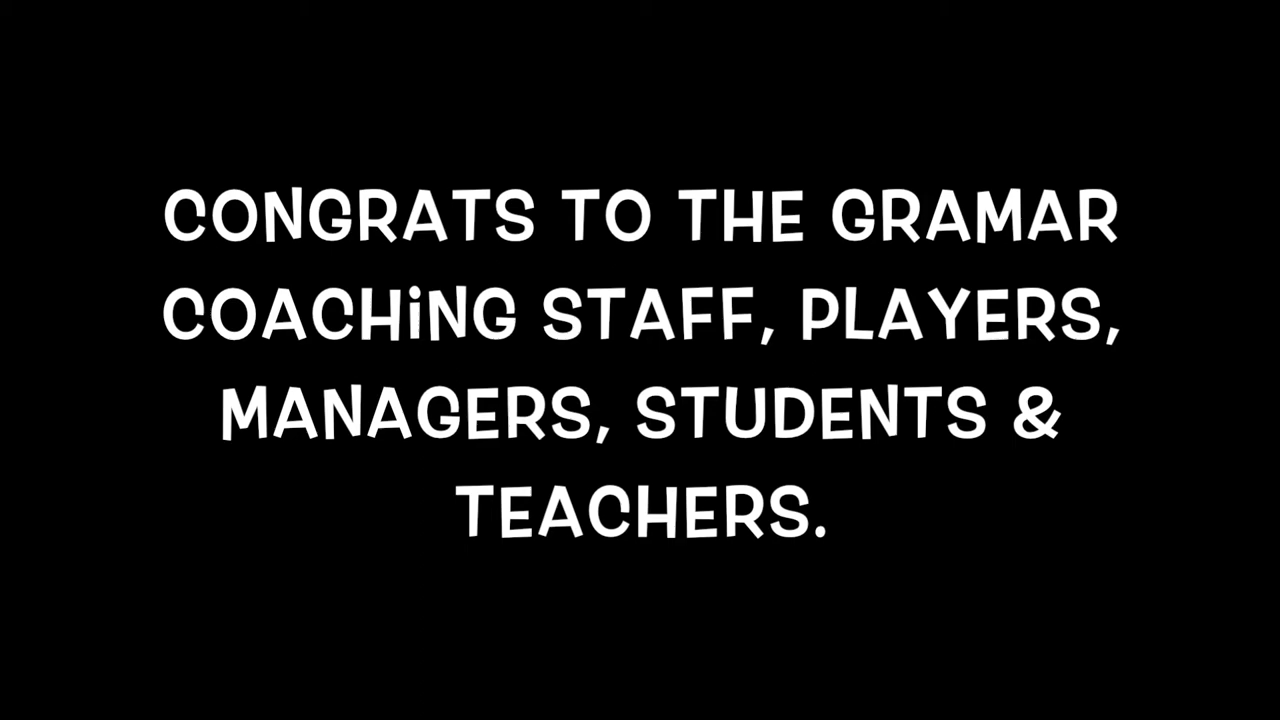 CONGRATS TO THE GRAMAR
COACHiNG STAFF, PLAYERS,
MANAGERS, STUDENTS &
TEACHERS.